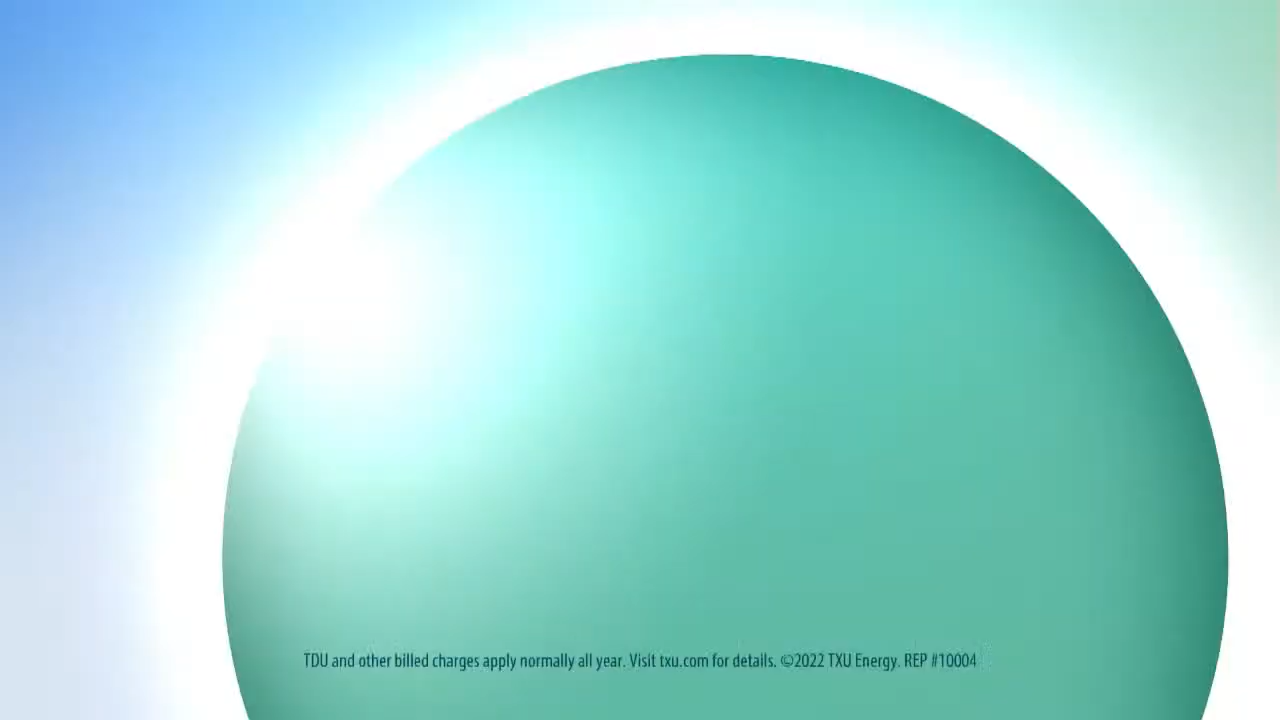 TDU and other billed charges apply normally all year. Visit txu.com for details. ©2022 TXU Energy. REP #10004